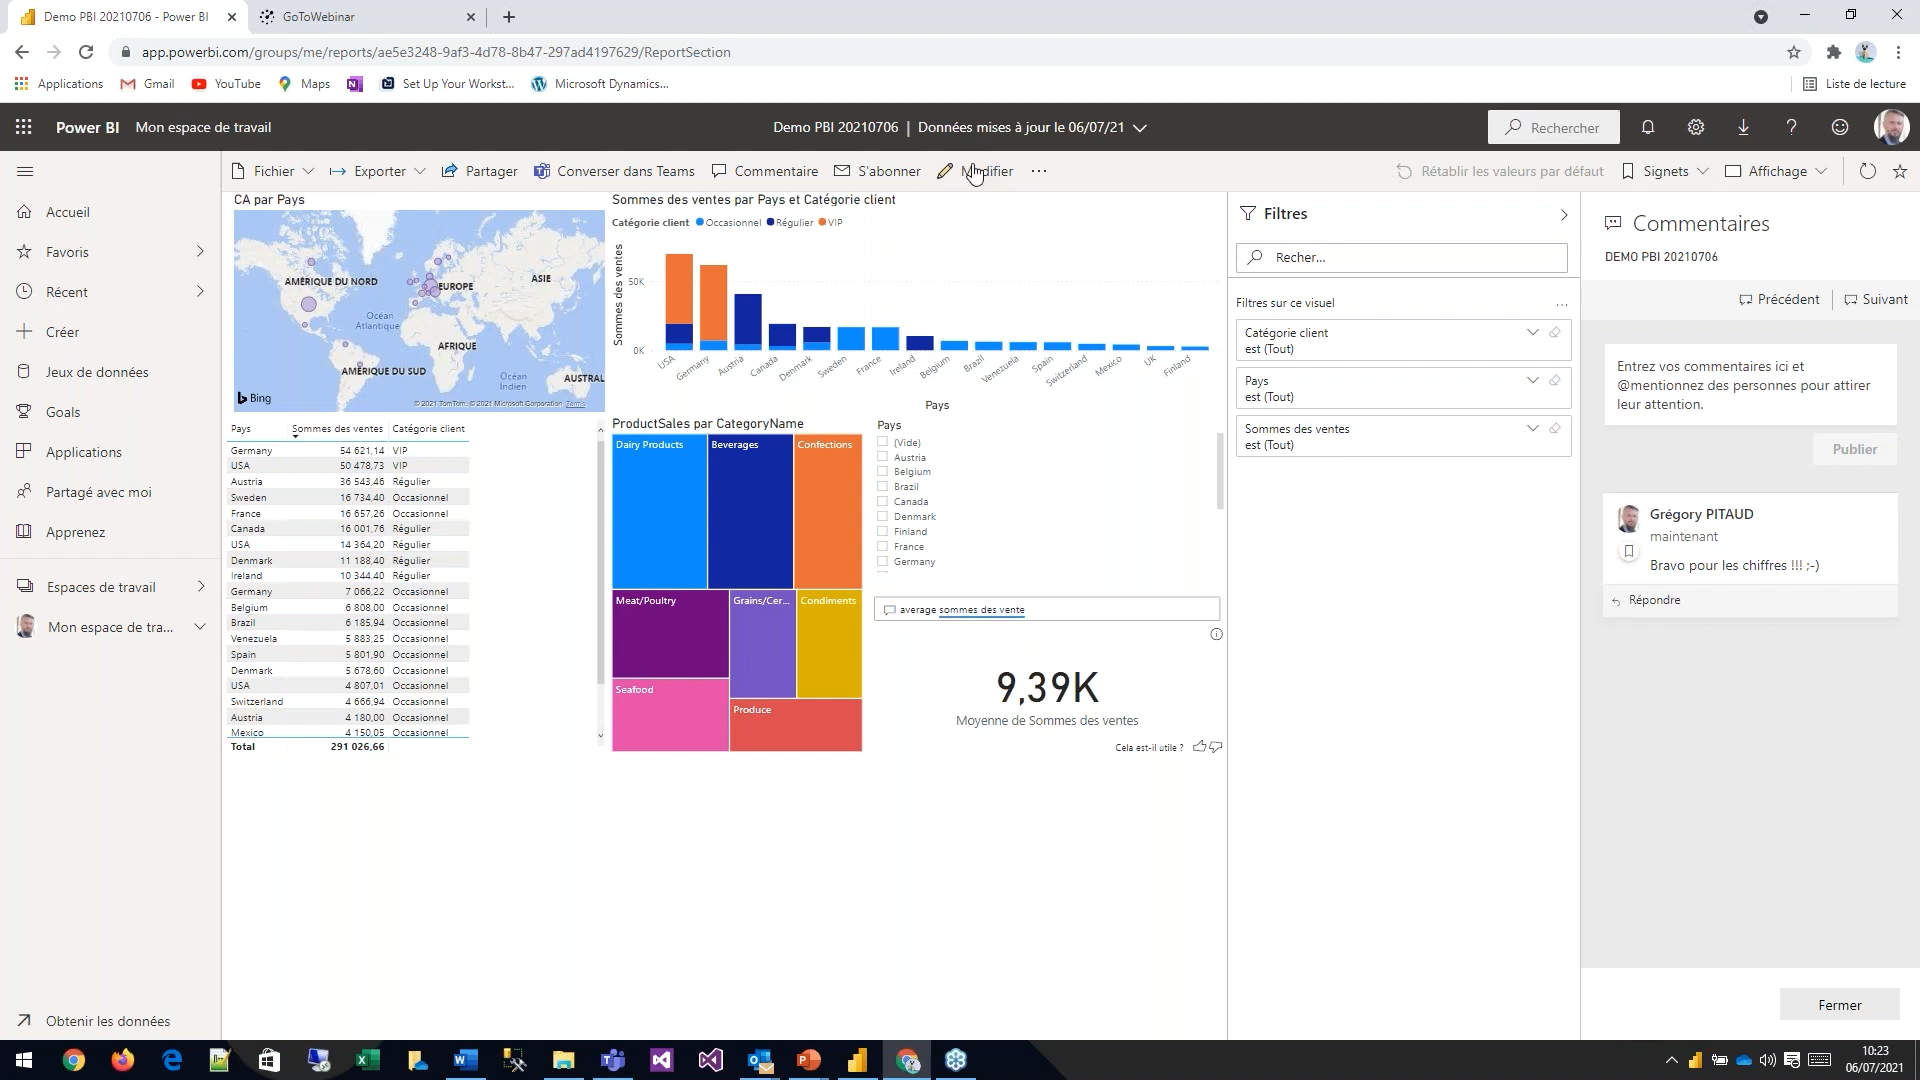 Demo PBI 20210706 - Power BI
GoToWebinar
app.powerbi.com/groups/me/reports/ae5e3248-9af3-4d78-8b47-297ad4197629/ReportSection
Applications
Gmail
YouTube
Maps
Set Up Your Workst...
Microsoft Dynamics...
Liste de lecture
Power BI
Mon espace de travail
Demo PBI 20210706 | Données mises à jour le 06/07/21
Rechercher
Fichier
Exporter
Partager
Converser dans Teams
Commentaire
S'abonner
Modifier
Rétablir les valeurs par défaut
Signets
Affichage
Accueil
Favoris
Récent
Créer
Jeux de données
Goals
Applications
Partagé avec moi
Apprenez
Espaces de travail
Mon espace de tra...
Obtenir les données
CA par Pays
AMÉRIQUE DU NORD
EUROPE
ASIE
Océan
Atlantique
AFRIQUE
AMÉRIQUE DU SUD
Océan
Indien
AUSTRAL
Bing
© 2021 TomTom, © 2021 Microsoft Corporation Terms
Sommes des ventes par Pays et Catégorie client
Catégorie client Occasionnel Régulier VIP
Sommes des ventes
50K
0K
USA
Germany
Austria
Canada
Denmark
Sweden
France
Ireland
Belgium
Brazil
Venezuela
Spain
Switzerland
Mexico
UK
Finland
Pays
Pays Sommes des ventes Catégorie client
Germany 54 621,14 VIP
USA 50 478,73 VIP
Austria 36 543,46 Régulier
Sweden 16 734,40 Occasionnel
France 16 657,26 Occasionnel
Canada 16 001,76 Régulier
USA 14 364,20 Régulier
Denmark 11 188,40 Régulier
Ireland 10 344,40 Régulier
Germany 7 066,22 Occasionnel
Belgium 6 808,00 Occasionnel
Brazil 6 185,94 Occasionnel
Venezuela 5 883,25 Occasionnel
Spain 5 801,90 Occasionnel
Denmark 5 678,60 Occasionnel
USA 4 807,01 Occasionnel
Switzerland 4 666,94 Occasionnel
Austria 4 180,00 Occasionnel
Mexico 4 150,05 Occasionnel
Total 291 026,66
ProductSales par CategoryName
Dairy Products
Beverages
Confections
Meat/Poultry
Grains/Cer...
Condiments
Seafood
Produce
Pays
(Vide)
Austria
Belgium
Brazil
Canada
Denmark
Finland
France
Germany
average sommes des vente
9,39K
Moyenne de Sommes des ventes
Cela est-il utile ?
Filtres
Recher...
Filtres sur ce visuel
...
Catégorie client
est (Tout)
Pays
est (Tout)
Sommes des ventes
est (Tout)
Commentaires
DEMO PBI 20210706
Précédent
Suivant
Entrez vos commentaires ici et
@mentionnez des personnes pour attirer
leur attention.
Publier
Grégory PITAUD
maintenant
Bravo pour les chiffres !!! ;-)
Répondre
Fermer
10:23
06/07/2021